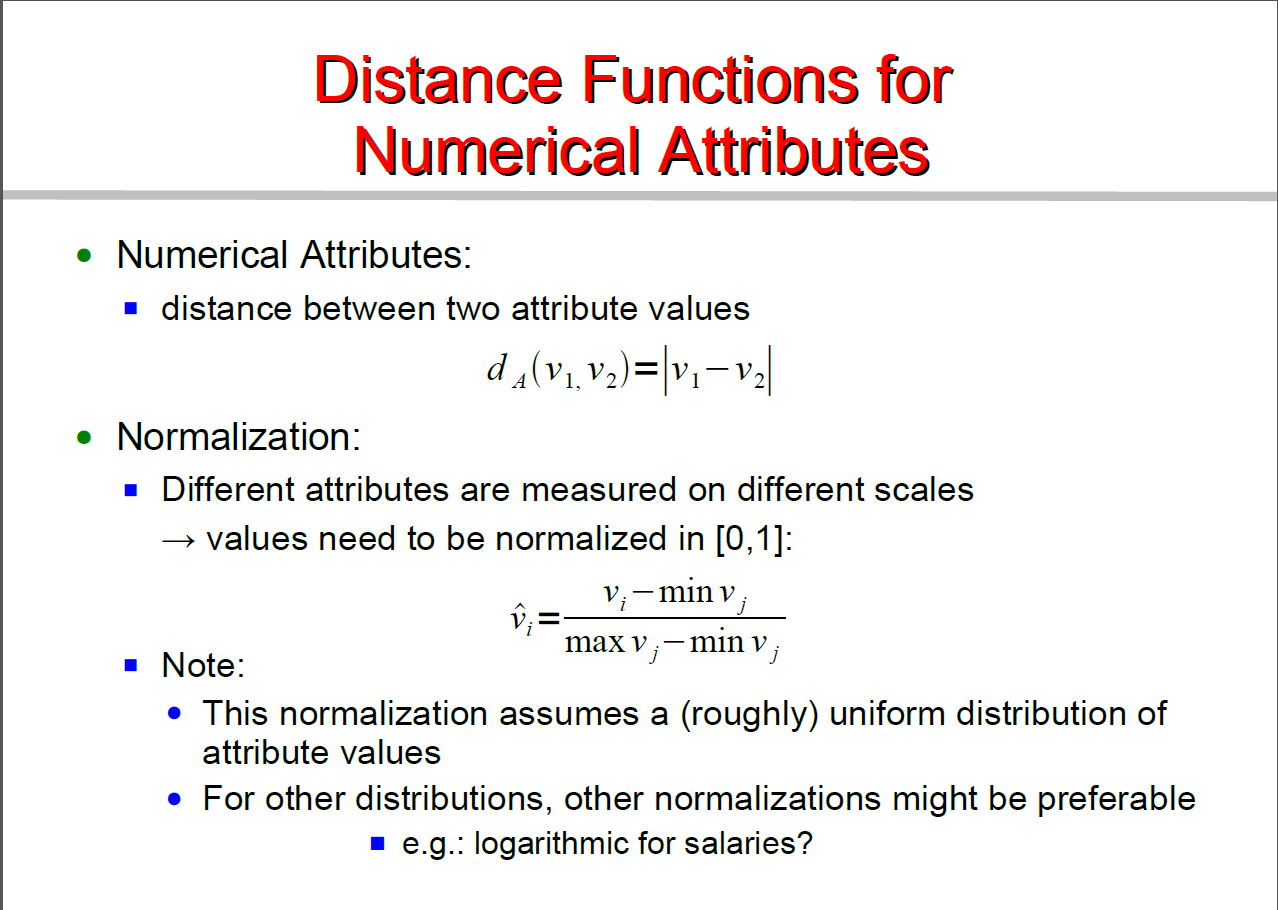 Distance Functions for
Numerical Attributes
● Numerical Attributes:
■ distance between two attribute values
d_A(v_1, v_2)=|v_1−v_2|
● Normalization:
■ Different attributes are measured on different scales
→ values need to be normalized in [0,1]:
v̂_i = (v_i−min v_j)/(max v_j−min v_j)
■ Note:
● This normalization assumes a (roughly) uniform distribution of
attribute values
● For other distributions, other normalizations might be preferable
■ e.g.: logarithmic for salaries?